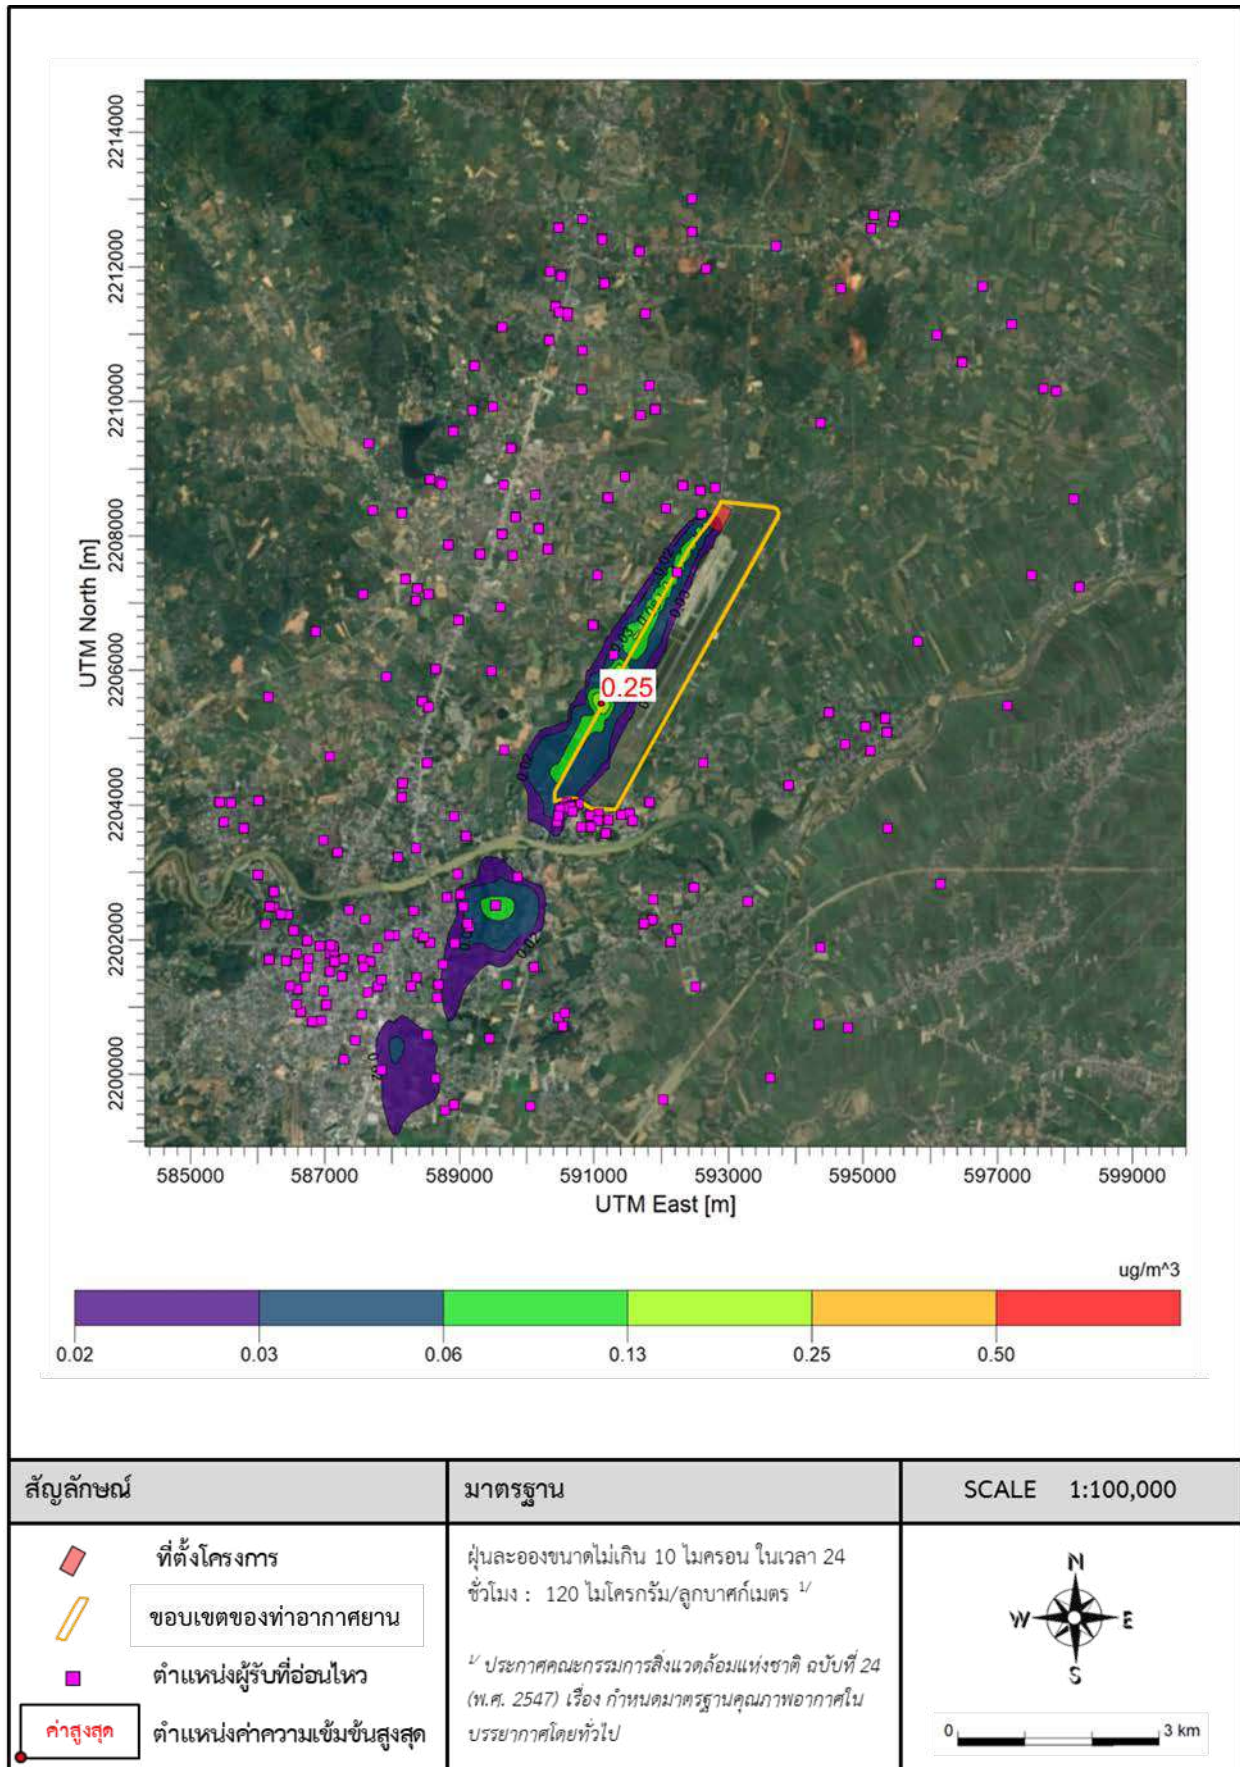 2214000
2212000
2210000
2208000
2206000
2204000
2202000
2200000
UTM North [m]
0.02
0.03
0.03
0.25
0.02
0.02
0.02
585000 587000 589000 591000 593000 595000 597000 599000
UTM East [m]
ug/m^3
0.02 0.03 0.06 0.13 0.25 0.50
สัญลักษณ์
ที่ตั้งโครงการ
ขอบเขตของท่าอากาศยาน
ตำแหน่งผู้รับที่อ่อนไหว
ค่าสูงสุด
ตำแหน่งค่าความเข้มข้นสูงสุด
มาตรฐาน
ฝุ่นละอองขนาดไม่เกิน 10 ไมครอน ในเวลา 24
ชั่วโมง : 120 ไมโครกรัม/ลูกบาศก์เมตร 1/
1/ ประกาศคณะกรรมการสิ่งแวดล้อมแห่งชาติ ฉบับที่ 24
(พ.ศ. 2547) เรื่อง กำหนดมาตรฐานคุณภาพอากาศใน
บรรยากาศโดยทั่วไป
SCALE 1:100,000
N
W E
S
0 3 km